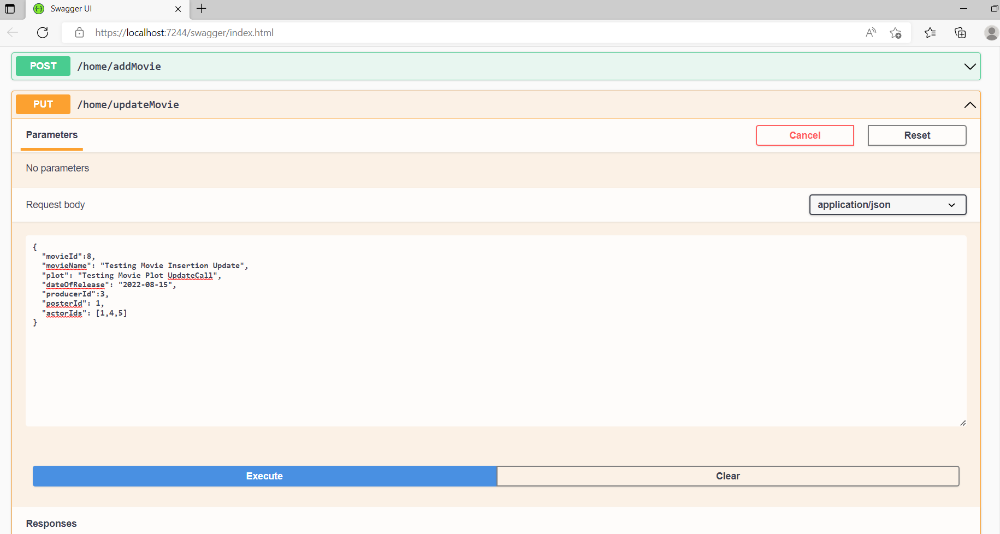 Swagger UI
https://localhost:7244/swagger/index.html
POST /home/addMovie
PUT /home/updateMovie
Parameters
Cancel
Reset
No parameters
Request body
application/json
{
"movieId":8,
"movieName": "Testing Movie Insertion Update",
"plot": "Testing Movie Plot UpdateCall",
"dateOfRelease": "2022-08-15",
"producerId":3,
"posterId": 1,
"actorIds": [1,4,5]
}
Execute
Clear
Responses